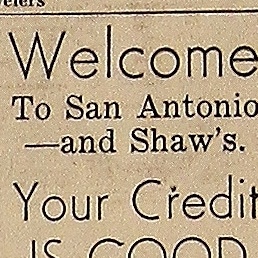 Welcome
To San Antonio
—and Shaw's.
Your Credit
IS GOOD